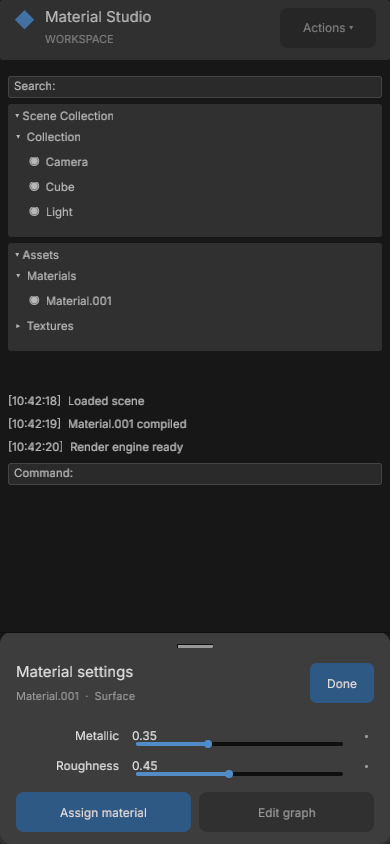 Material Studio
WORKSPACE
Actions
Search:
Scene Collection
Collection
Camera
Cube
Light
Assets
Materials
Material.001
Textures
[10:42:18] Loaded scene
[10:42:19] Material.001 compiled
[10:42:20] Render engine ready
Command:
Material settings
Material.001 · Surface
Done
Metallic 0.35
Roughness 0.45
Assign material
Edit graph